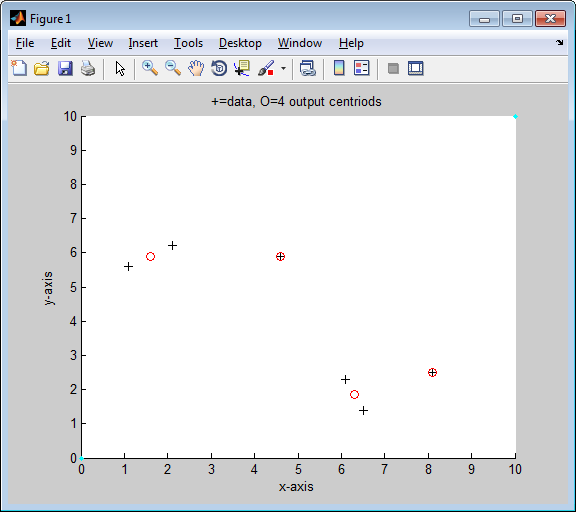 Figure 1
File Edit View Insert Tools Desktop Window Help
+=data, O=4 output centriods
10
9
8
7
6
5
4
3
2
1
0
y-axis
0 1 2 3 4 5 6 7 8 9 10
x-axis